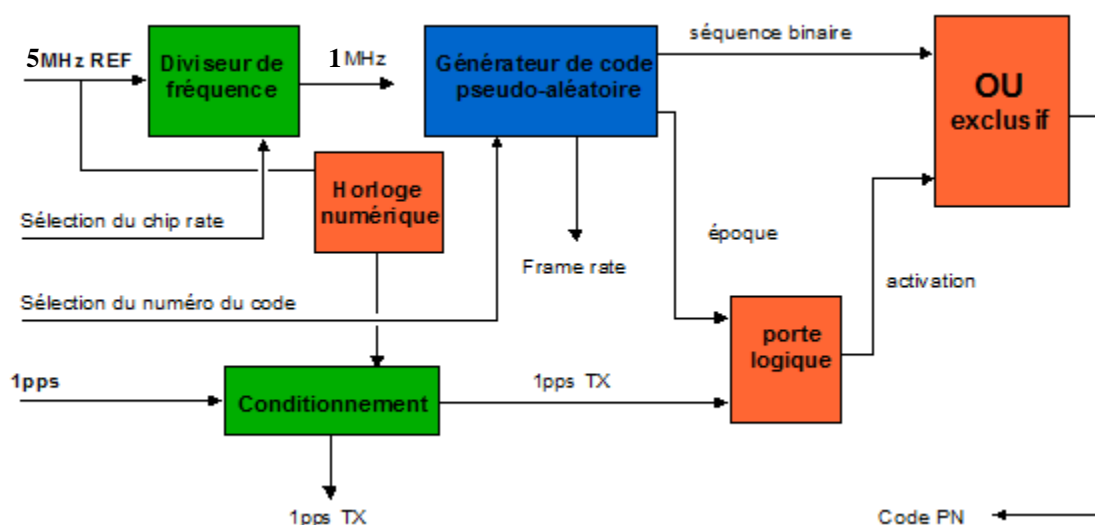 séquence binaire
5MHz REF
Diviseur de
fréquence
1MHz
Générateur de code
pseudo-aléatoire
OU
exclusif
Horloge
numérique
Sélection du chip rate
époque
Frame rate
activation
Sélection du numéro du code
porte
logique
1pps
Conditionnement
1pps TX
1pps TX
Code PN